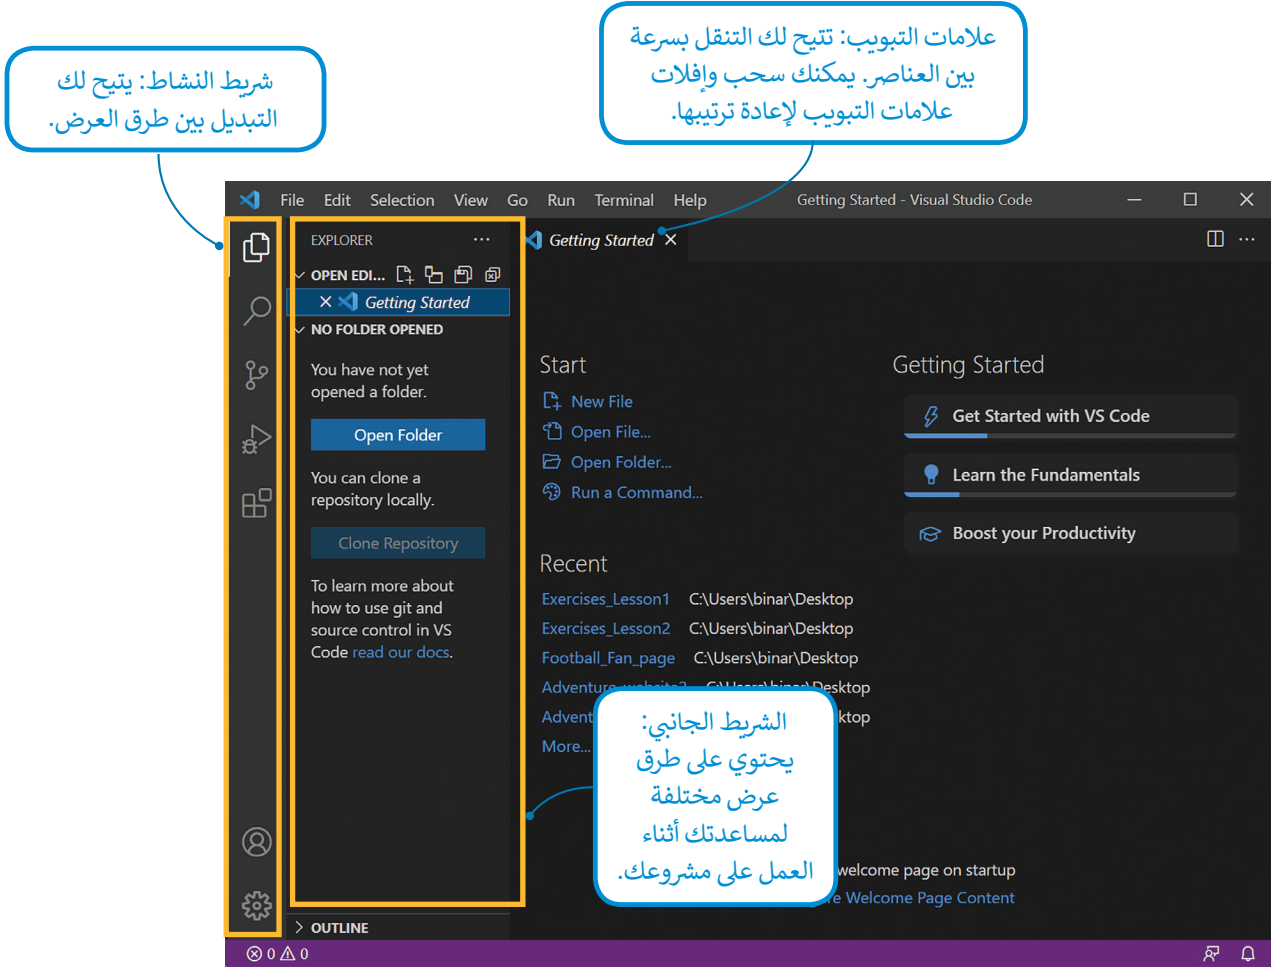 علامات التبويب: تتيح لك التنقل بسرعة
بين العناصر. يمكنك سحب وإفلات
علامات التبويب لإعادة ترتيبها.
شريط النشاط: يتيح لك
التبديل بين طرق العرض.
File Edit Selection View Go Run Terminal Help
Getting Started - Visual Studio Code
EXPLORER
Getting Started
OPEN EDI...
Getting Started
NO FOLDER OPENED
You have not yet
opened a folder.
Open Folder
You can clone a
repository locally.
Clone Repository
To learn more about
how to use git and
source control in VS
Code read our docs.
OUTLINE
Start
New File
Open File...
Open Folder...
Run a Command...
Recent
Exercises_Lesson1 C:\Users\binar\Desktop
Exercises_Lesson2 C:\Users\binar\Desktop
Football_Fan_page C:\Users\binar\Desktop
Desktop
More...
Getting Started
Get Started with VS Code
Learn the Fundamentals
Boost your Productivity
الشريط الجانبي:
يحتوي على طرق
عرض مختلفة
لمساعدتك أثناء
العمل على مشروعك.
welcome page on startup
Welcome Page Content
0 0